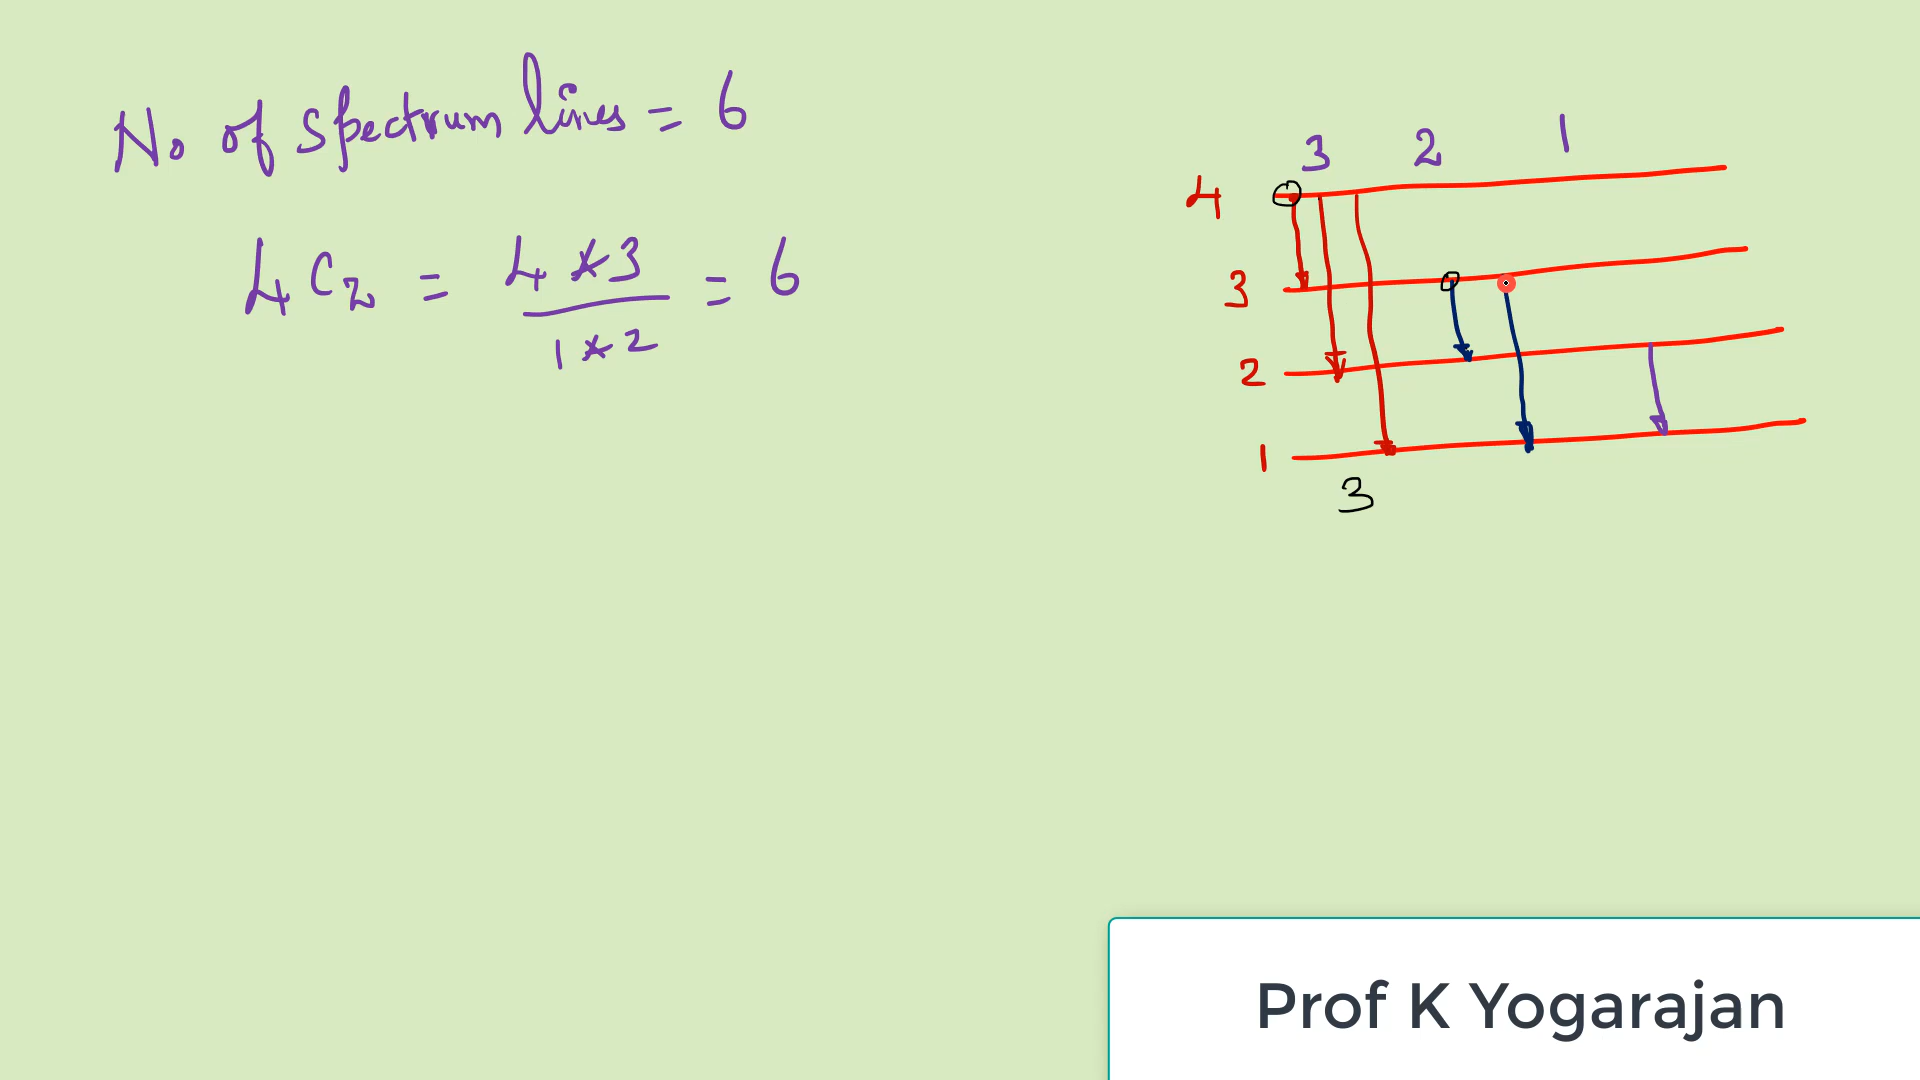 No of spectrum lines = 6
4C2 = 4 * 3 / 1 * 2 = 6
3 2 1
4
3
2
1
3
Prof K Yogarajan